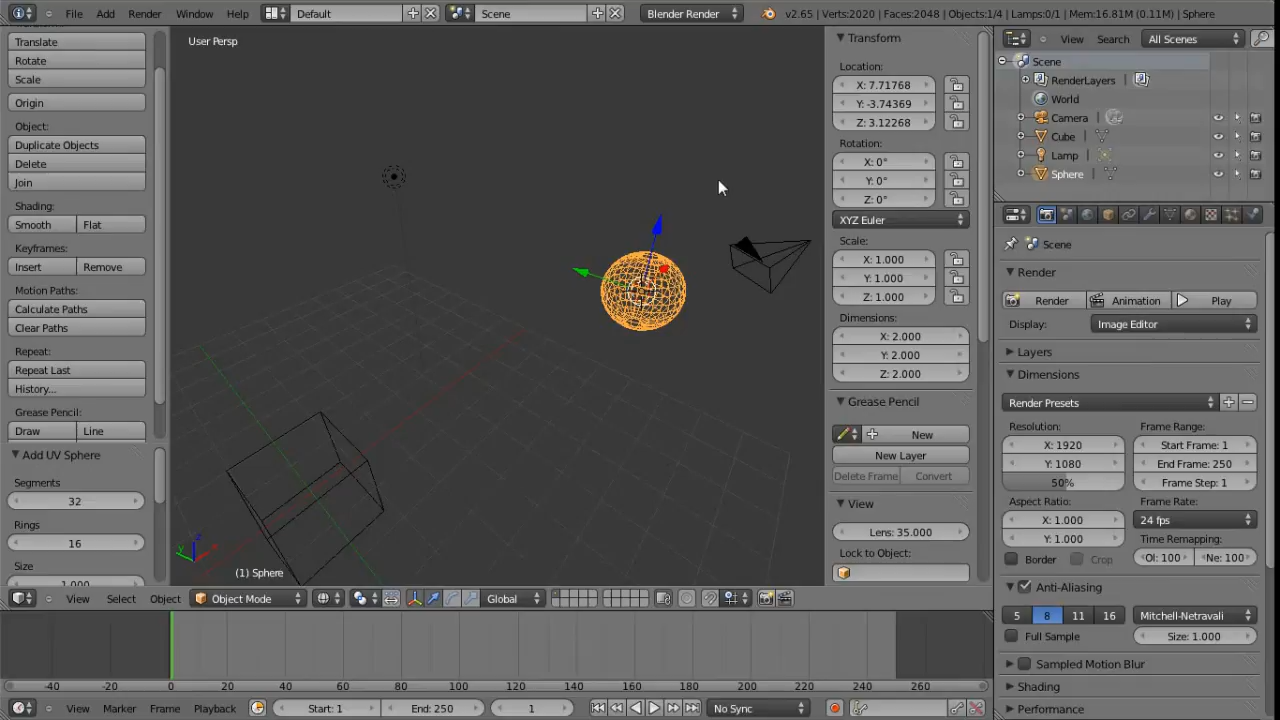 File Add Render Window Help Default Scene Blender Render v2.65 | Verts:2020 | Faces:2048 | Objects:1/4 | Lamps:0/1 | Mem:16.81M (0.11M) | Sphere
Translate
Rotate
Scale
Origin
Object:
Duplicate Objects
Delete
Join
Shading:
Smooth Flat
Keyframes:
Insert Remove
Motion Paths:
Calculate Paths
Clear Paths
Repeat:
Repeat Last
History...
Grease Pencil:
Draw Line
Add UV Sphere
Segments
32
Rings
16
Size
1.000
User Persp
(1) Sphere
Transform
Location:
X: 7.71768
Y: -3.74369
Z: 3.12268
Rotation:
X: 0°
Y: 0°
Z: 0°
XYZ Euler
Scale:
X: 1.000
Y: 1.000
Z: 1.000
Dimensions:
X: 2.000
Y: 2.000
Z: 2.000
Grease Pencil
New
New Layer
Delete Frame Convert
View
Lens: 35.000
Lock to Object:
View Search All Scenes
Scene
RenderLayers
World
Camera
Cube
Lamp
Sphere
Scene
Render
Render Animation Play
Display: Image Editor
Layers
Dimensions
Render Presets
Resolution: Frame Range:
X: 1920 Start Frame: 1
Y: 1080 End Frame: 250
50% Frame Step: 1
Aspect Ratio: Frame Rate:
X: 1.000 24 fps
Y: 1.000 Time Remapping:
Border Crop Ol: 100 Ne: 100
Anti-Aliasing
5 8 11 16 Mitchell-Netravali
Full Sample Size: 1.000
Sampled Motion Blur
Shading
Performance
View Select Object Object Mode Global
-40 -20 0 20 40 60 80 100 120 140 160 180 200 220 240 260
View Marker Frame Playback Start: 1 End: 250 1 No Sync